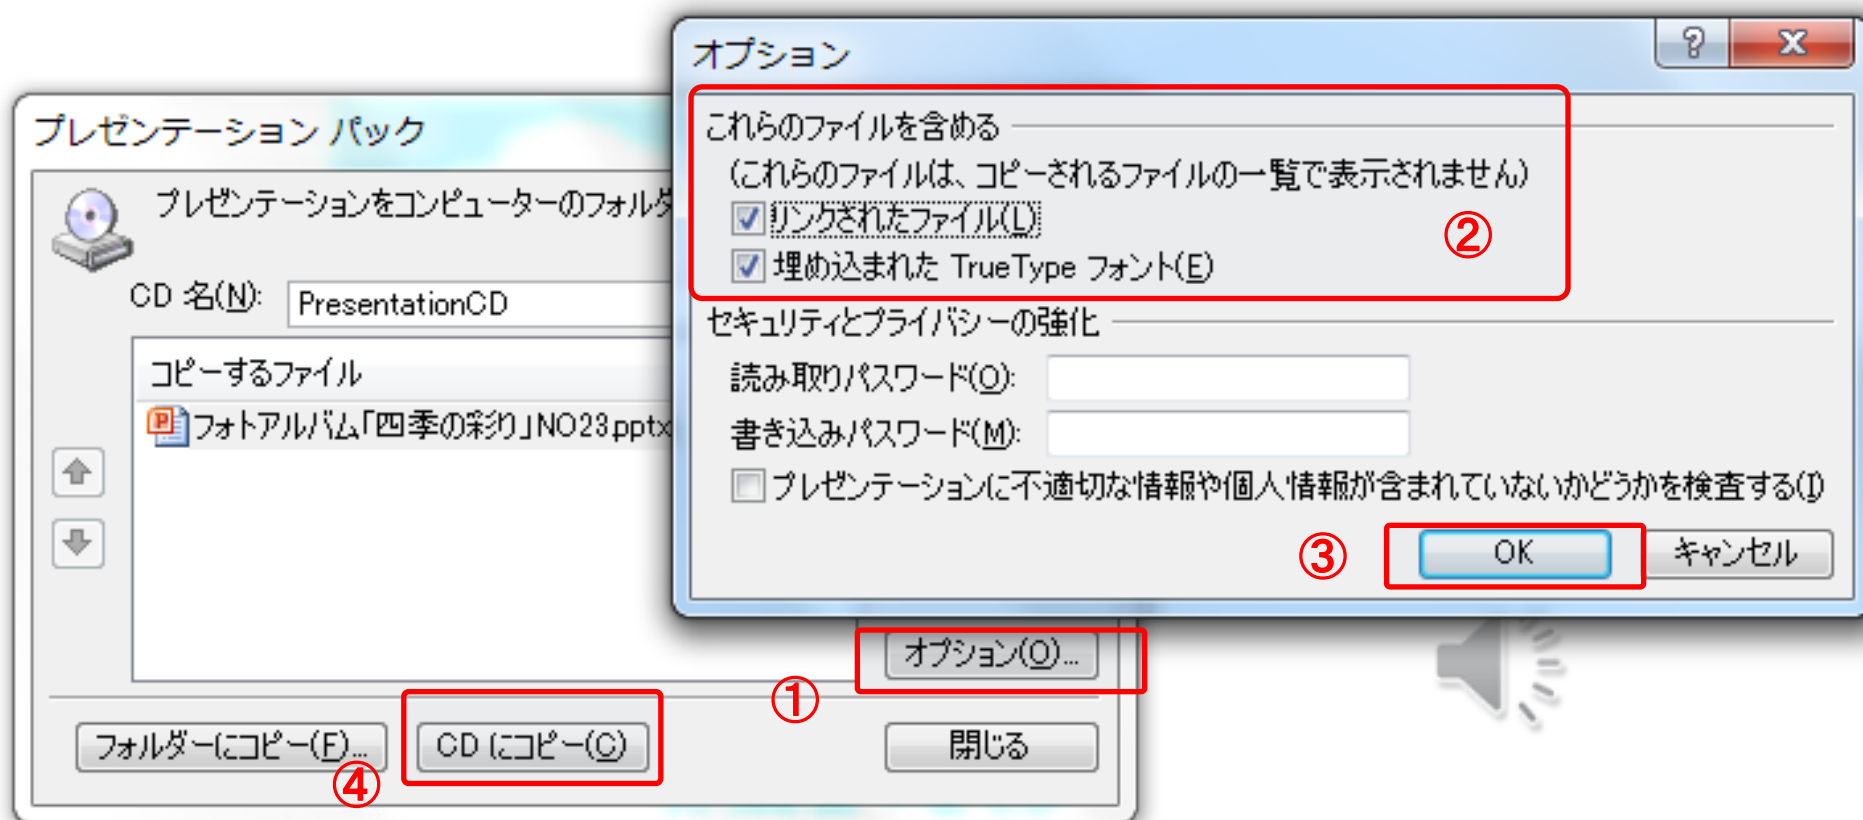 オプション
これらのファイルを含める
(これらのファイルは、コピーされるファイルの一覧で表示されません)
リンクされたファイル(L)
②
埋め込まれた TrueType フォント(E)
セキュリティとプライバシーの強化
読み取りパスワード(O):
書き込みパスワード(M):
プレゼンテーションに不適切な情報や個人情報が含まれていないかどうかを検査する(I)
③
OK
キャンセル
プレゼンテーション パック
プレゼンテーションをコンピューターのフォルダ
CD 名(N):
PresentationCD
コピーするファイル
フォトアルバム「四季の彩り」NO23.pptx
オプション(O)...
①
フォルダーにコピー(F)...
CD にコピー(C)
閉じる
④